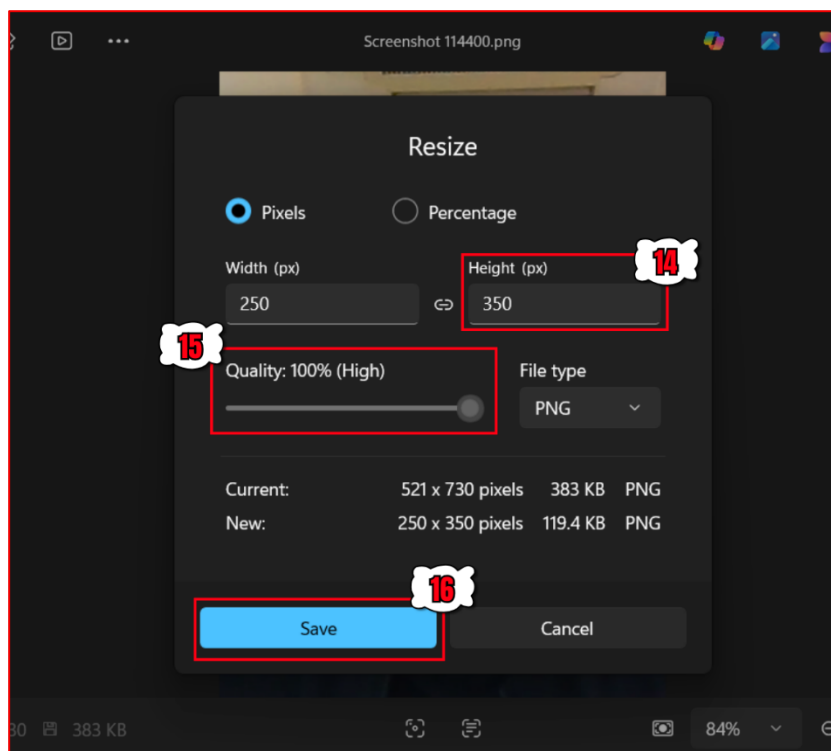 Screenshot 114400.png
Resize
Pixels
Percentage
Width (px)
Height (px)
14
250
350
15
Quality: 100% (High)
File type
PNG
Current: 521 x 730 pixels 383 KB PNG
New: 250 x 350 pixels 119.4 KB PNG
16
Save
Cancel
30 383 KB
84%